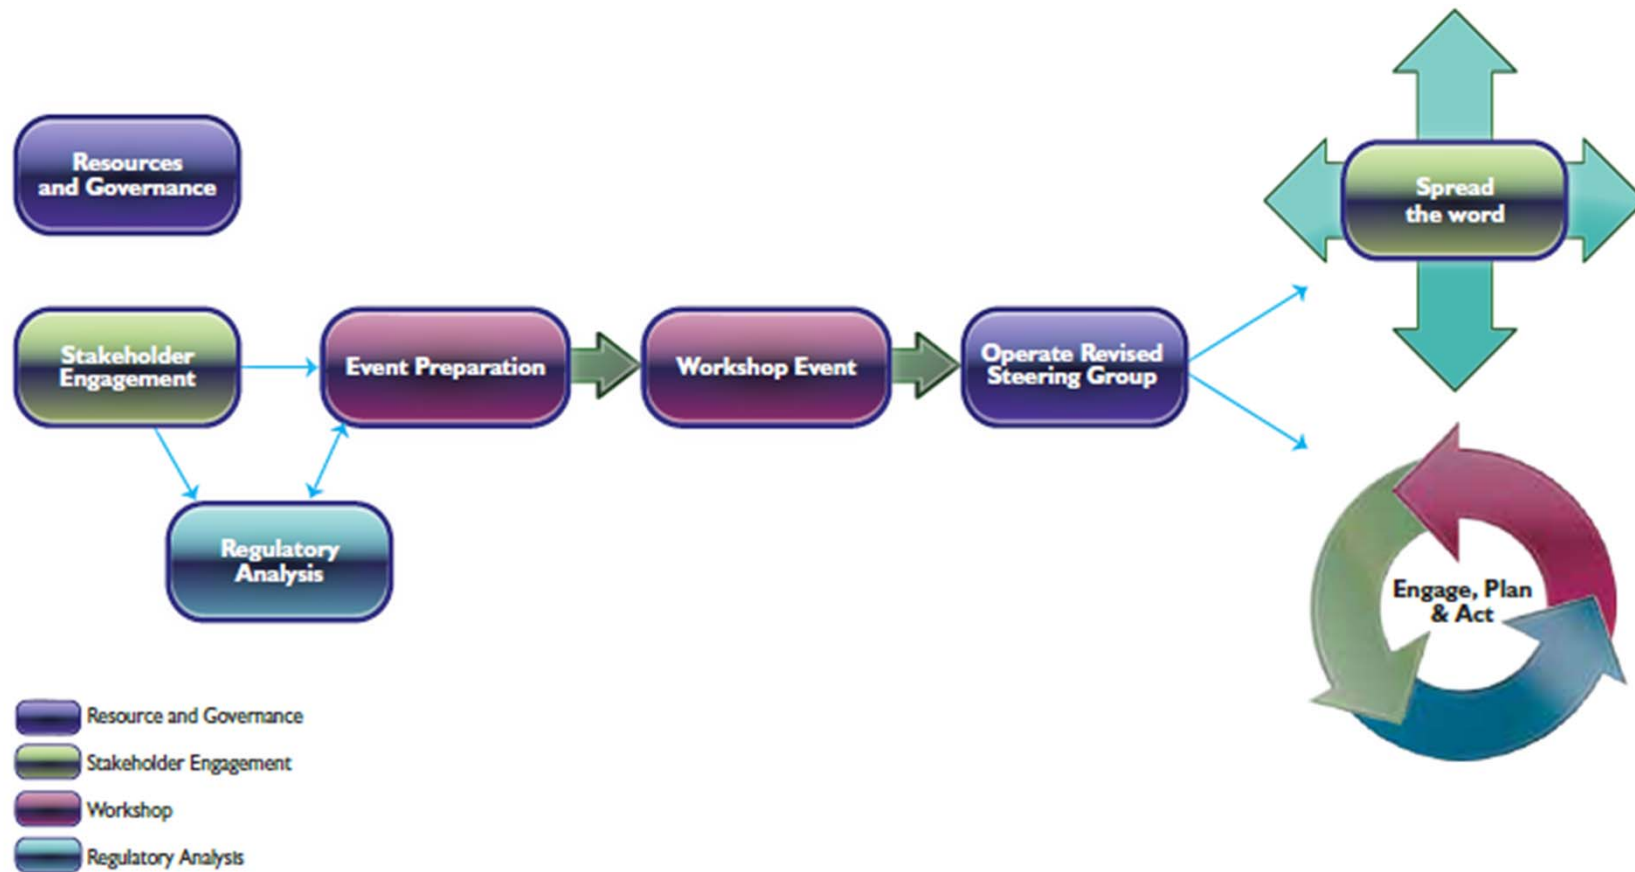 Resources
and Governance
Spread
the word
Stakeholder
Engagement
Event Preparation
Workshop Event
Operate Revised
Steering Group
Regulatory
Analysis
Engage, Plan
& Act
Resource and Governance
Stakeholder Engagement
Workshop
Regulatory Analysis